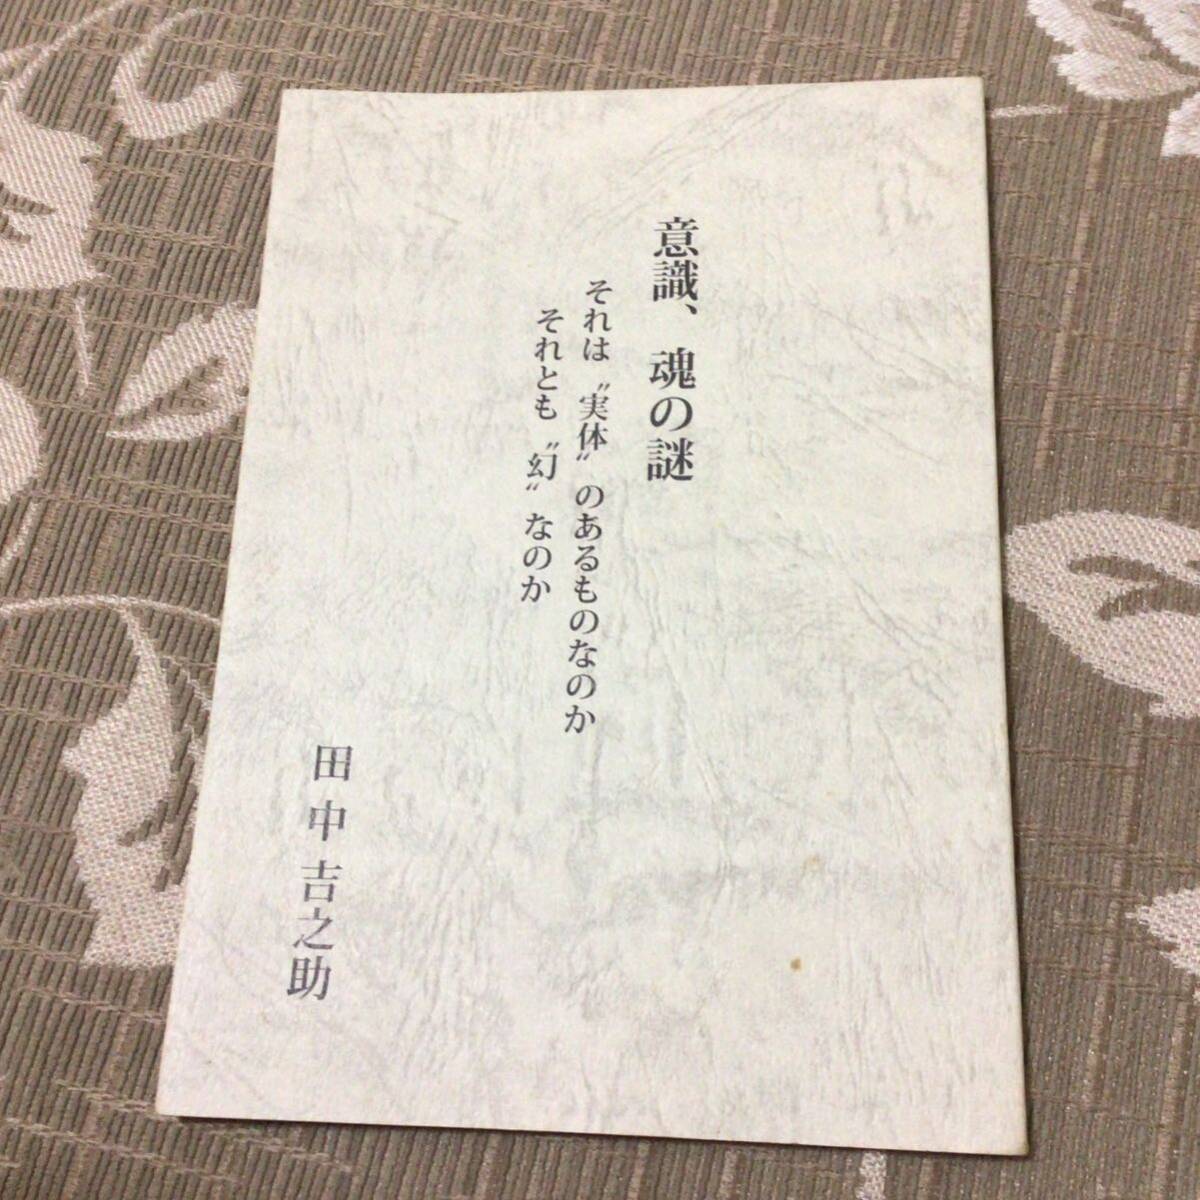 意識、魂の謎
それは〝実体〟のあるものなのか
それとも〝幻〟なのか
田中吉之助